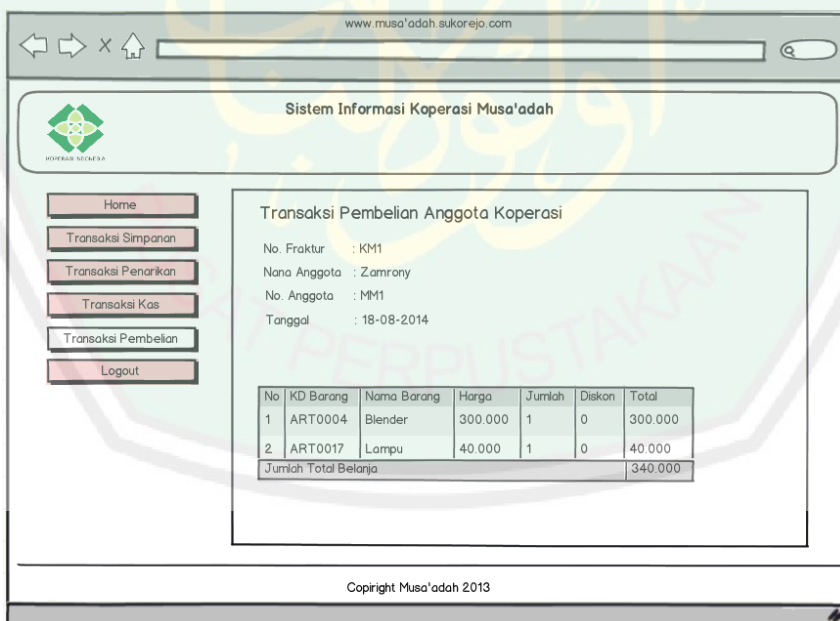 www.musa'adah.sukorejo.com
Sistem Informasi Koperasi Musa'adah
KOPERASI INDONESIA
Home
Transaksi Simpanan
Transaksi Penarikan
Transaksi Kas
Transaksi Pembelian
Logout
Transaksi Pembelian Anggota Koperasi
No. Fraktur : KM1
Nana Anggota : Zamrony
No. Anggota : MM1
Tanggal : 18-08-2014
No KD Barang Nama Barang Harga Jumlah Diskon Total
1 ART0004 Blender 300.000 1 0 300.000
2 ART0017 Lampu 40.000 1 0 40.000
Jumlah Total Belanja 340.000
Copiright Musa'adah 2013
PUSAT PERPUSTAKAAN